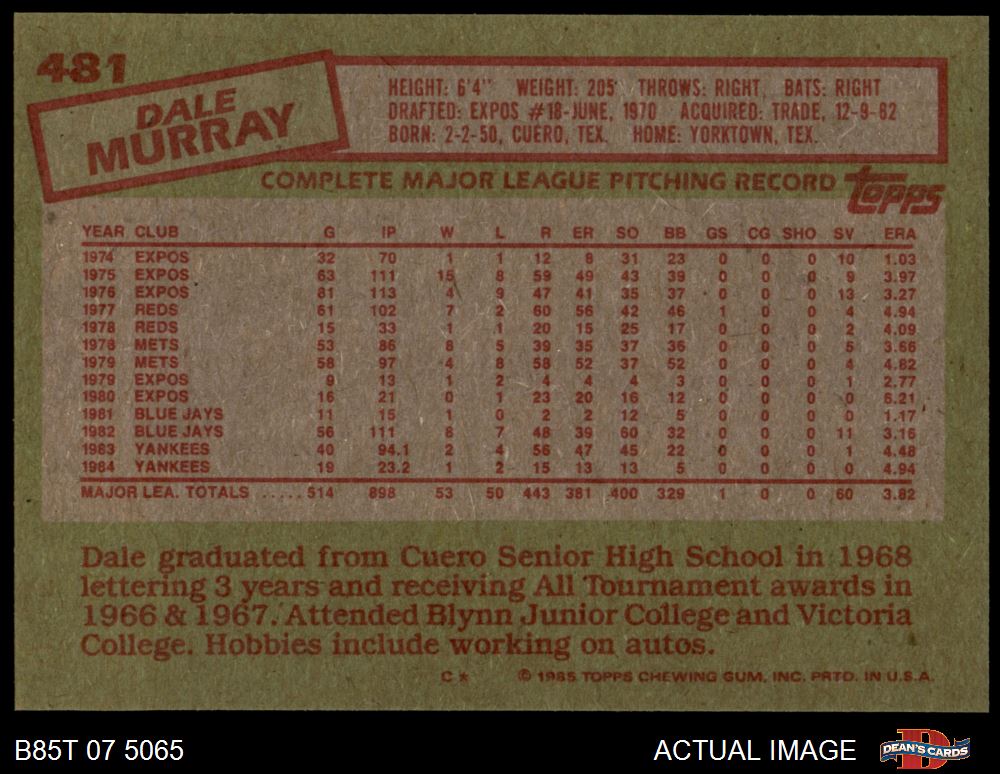 481
DALE
MURRAY
HEIGHT: 6'4" WEIGHT: 205 THROWS: RIGHT, BATS: RIGHT
DRAFTED: EXPOS #18-JUNE, 1970 ACQUIRED: TRADE, 12-9-82
BORN: 2-2-50, CUERO, TEX. HOME: YORKTOWN, TEX.
COMPLETE MAJOR LEAGUE PITCHING RECORD
TOPPS
YEAR CLUB G IP W L R ER SO BB GS CG SHO SV ERA
1974 EXPOS 32 70 1 1 12 8 31 23 0 0 0 10 1.03
1975 EXPOS 63 111 15 8 59 49 43 39 0 0 0 9 3.97
1976 EXPOS 81 113 4 9 47 41 35 37 0 0 0 13 3.27
1977 REDS 61 102 7 2 60 56 42 46 1 0 0 4 4.94
1978 REDS 15 33 1 1 20 15 25 17 0 0 0 2 4.09
1978 METS 53 86 8 5 39 35 37 36 0 0 0 5 3.66
1979 METS 58 97 4 8 58 52 37 52 0 0 0 4 4.82
1979 EXPOS 9 13 1 2 4 4 4 3 0 0 0 1 2.77
1980 EXPOS 16 21 0 1 23 20 16 12 0 0 0 0 6.21
1981 BLUE JAYS 11 15 1 0 2 2 12 5 0 0 0 0 1.17
1982 BLUE JAYS 56 111 8 7 48 39 60 32 0 0 0 11 3.16
1983 YANKEES 40 94.1 2 4 56 47 45 22 0 0 0 1 4.48
1984 YANKEES 19 23.2 1 2 15 13 13 5 0 0 0 0 4.94
MAJOR LEA. TOTALS ..... 514 898 53 50 443 381 400 329 1 0 0 60 3.82
Dale graduated from Cuero Senior High School in 1968
lettering 3 years and receiving All Tournament awards in
1966 & 1967. Attended Blynn Junior College and Victoria
College. Hobbies include working on autos.
C * © 1985 TOPPS CHEWING GUM, INC. PRTD. IN U.S.A.
B85T 07 5065
ACTUAL IMAGE
DEAN'S CARDS